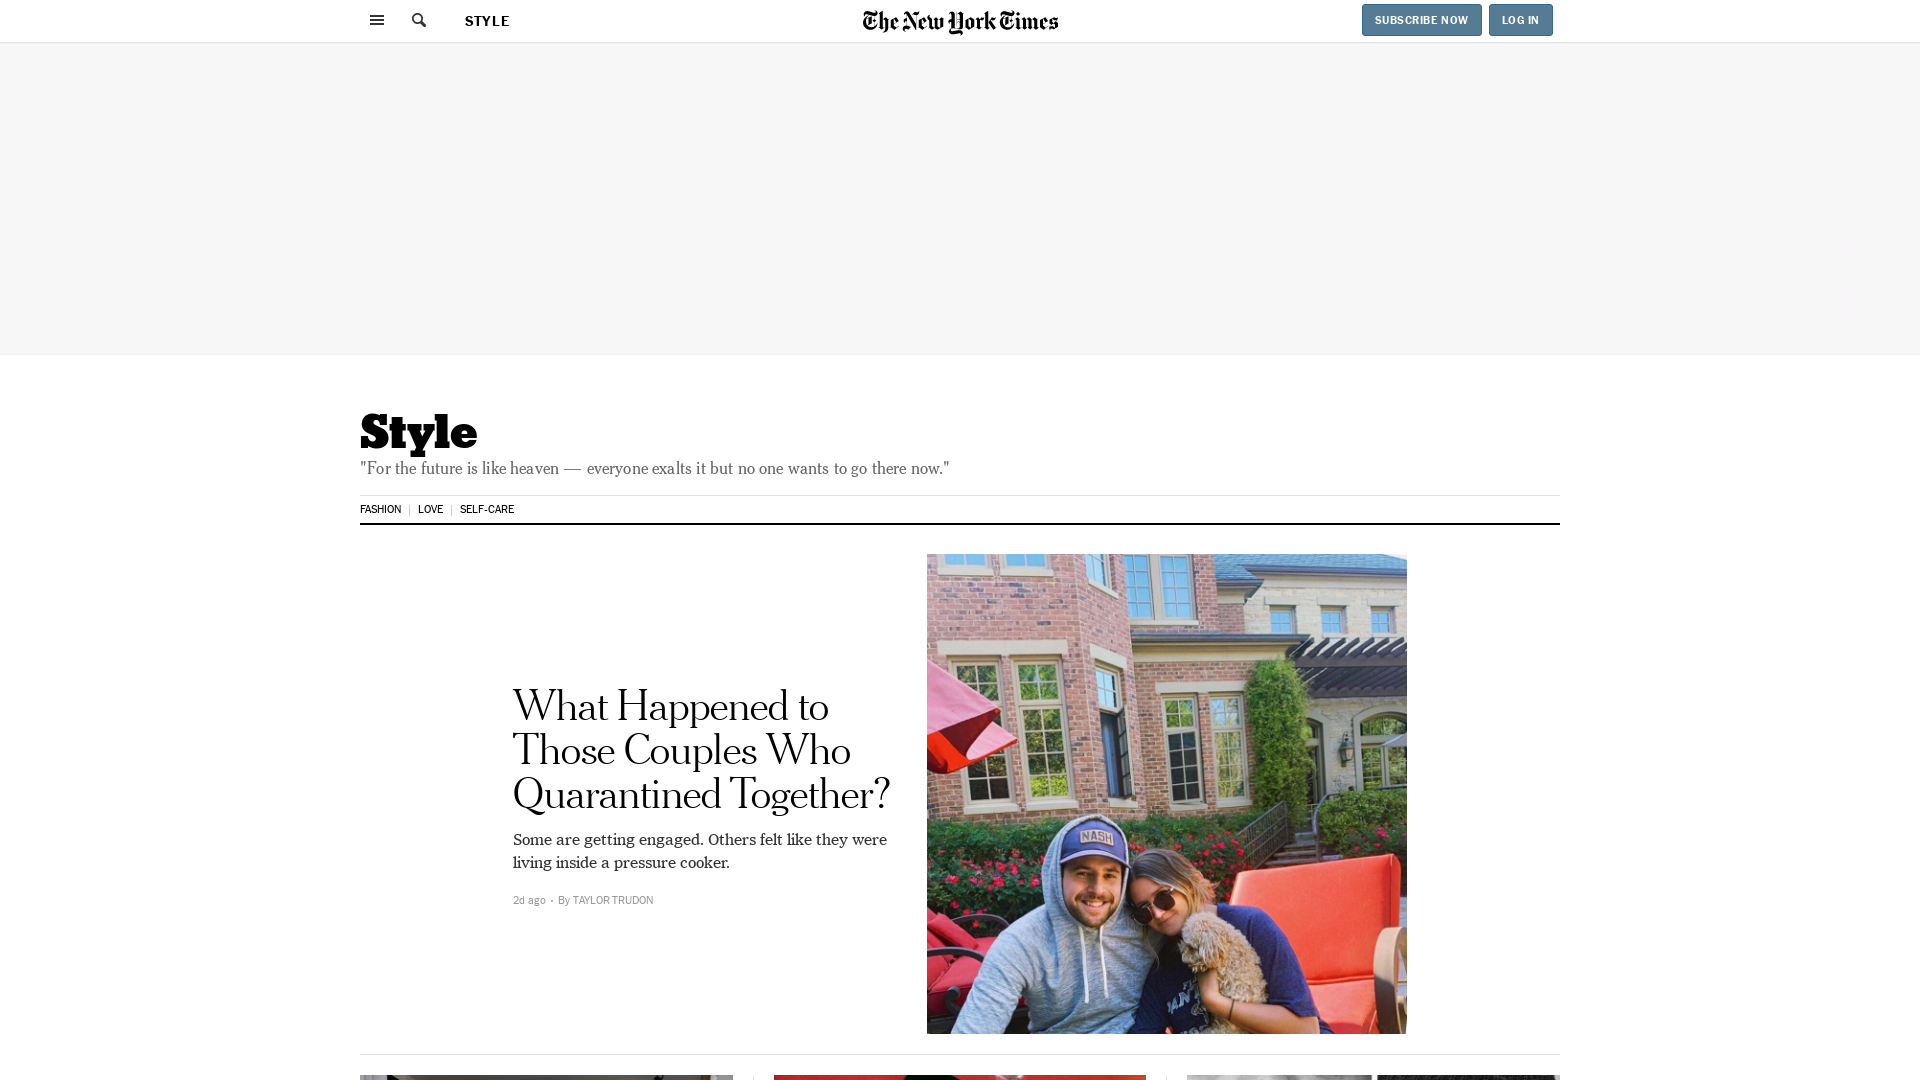 STYLE
The New York Times
SUBSCRIBE NOW
LOG IN
Style
"For the future is like heaven — everyone exalts it but no one wants to go there now."
FASHION
LOVE
SELF-CARE
What Happened to
Those Couples Who
Quarantined Together?
Some are getting engaged. Others felt like they were
living inside a pressure cooker.
2d ago • By TAYLOR TRUDON
NASH